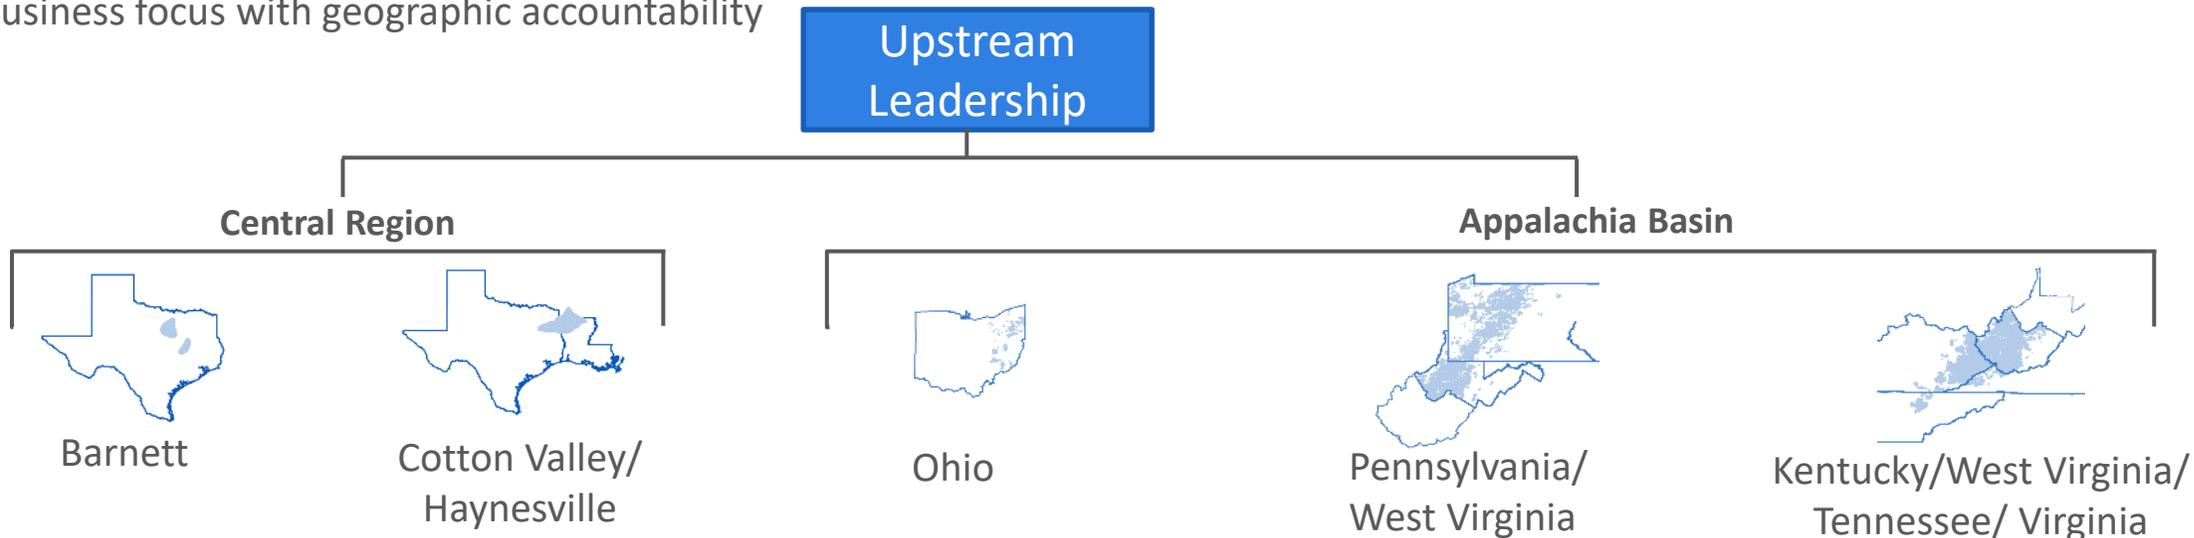 usiness focus with geographic accountability
Upstream
Leadership
Central Region
Appalachia Basin
Barnett
Cotton Valley/
Haynesville
Ohio
Pennsylvania/
West Virginia
Kentucky/West Virginia/
Tennessee/ Virginia